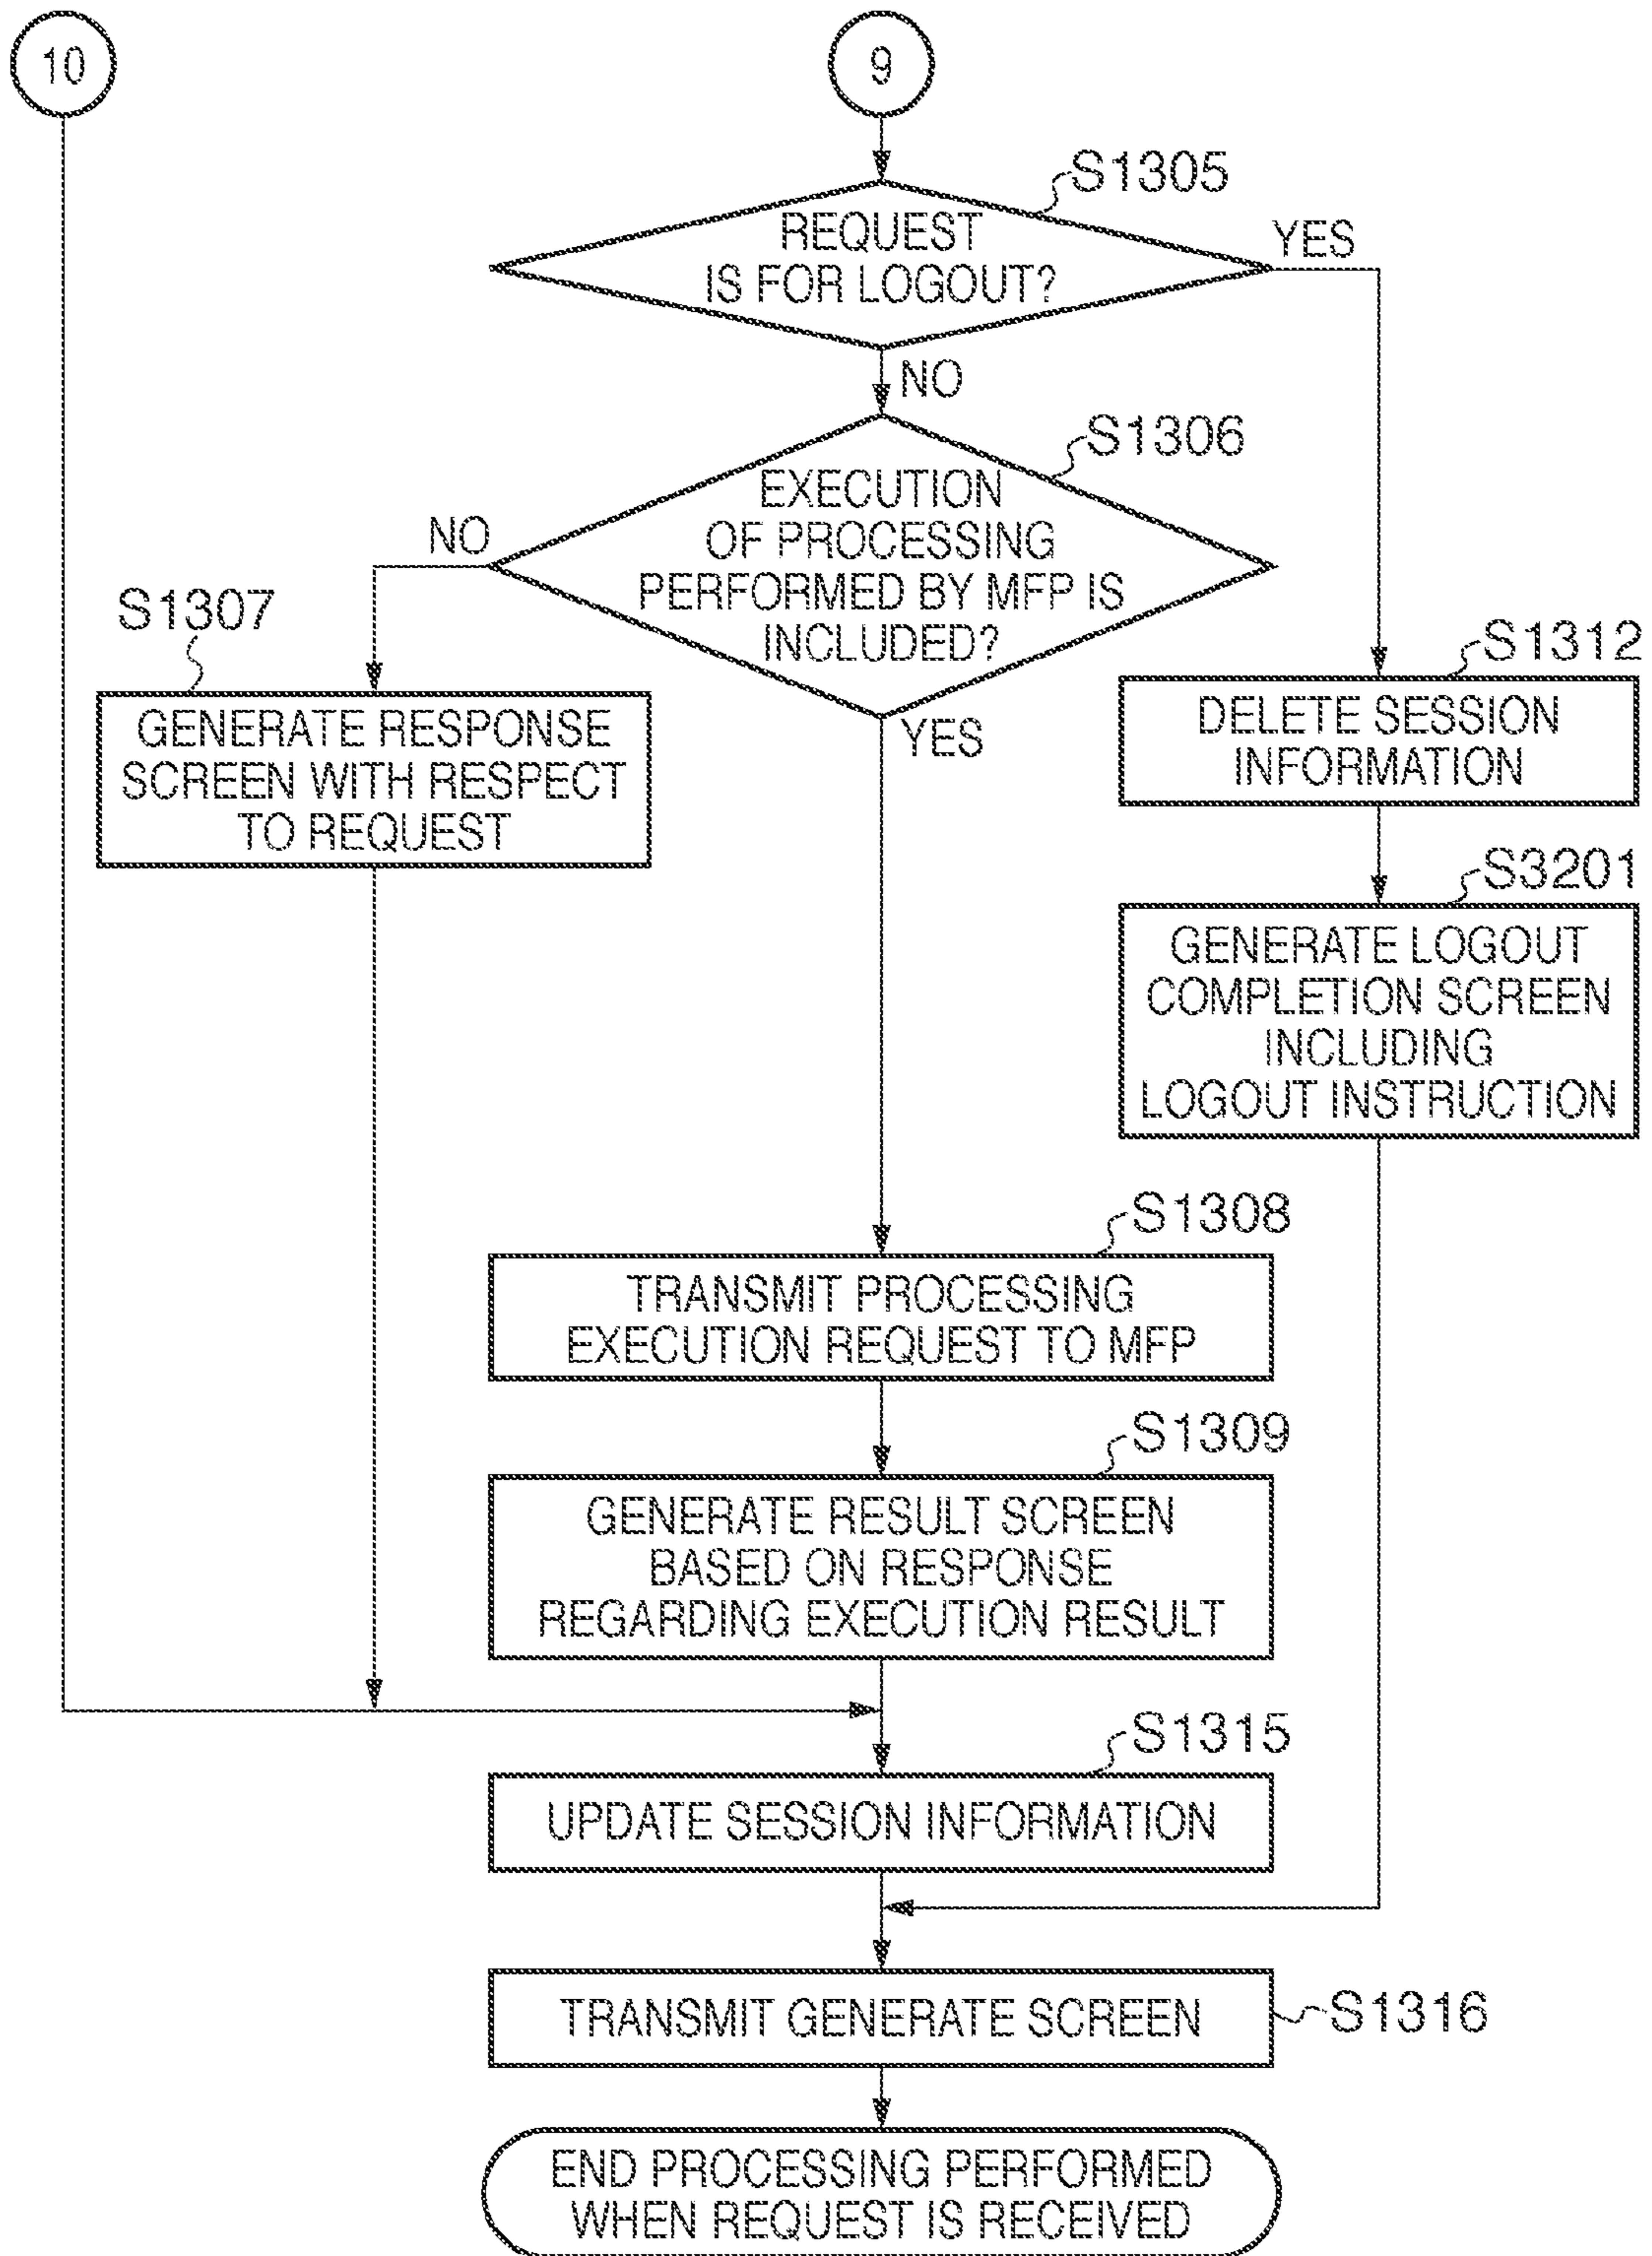 10
9
S1305
REQUEST
IS FOR LOGOUT?
YES
NO
S1306
EXECUTION
OF PROCESSING
PERFORMED BY MFP IS
INCLUDED?
NO
YES
S1307
GENERATE RESPONSE
SCREEN WITH RESPECT
TO REQUEST
S1312
DELETE SESSION
INFORMATION
S3201
GENERATE LOGOUT
COMPLETION SCREEN
INCLUDING
LOGOUT INSTRUCTION
S1308
TRANSMIT PROCESSING
EXECUTION REQUEST TO MFP
S1309
GENERATE RESULT SCREEN
BASED ON RESPONSE
REGARDING EXECUTION RESULT
S1315
UPDATE SESSION INFORMATION
TRANSMIT GENERATE SCREEN
S1316
END PROCESSING PERFORMED
WHEN REQUEST IS RECEIVED